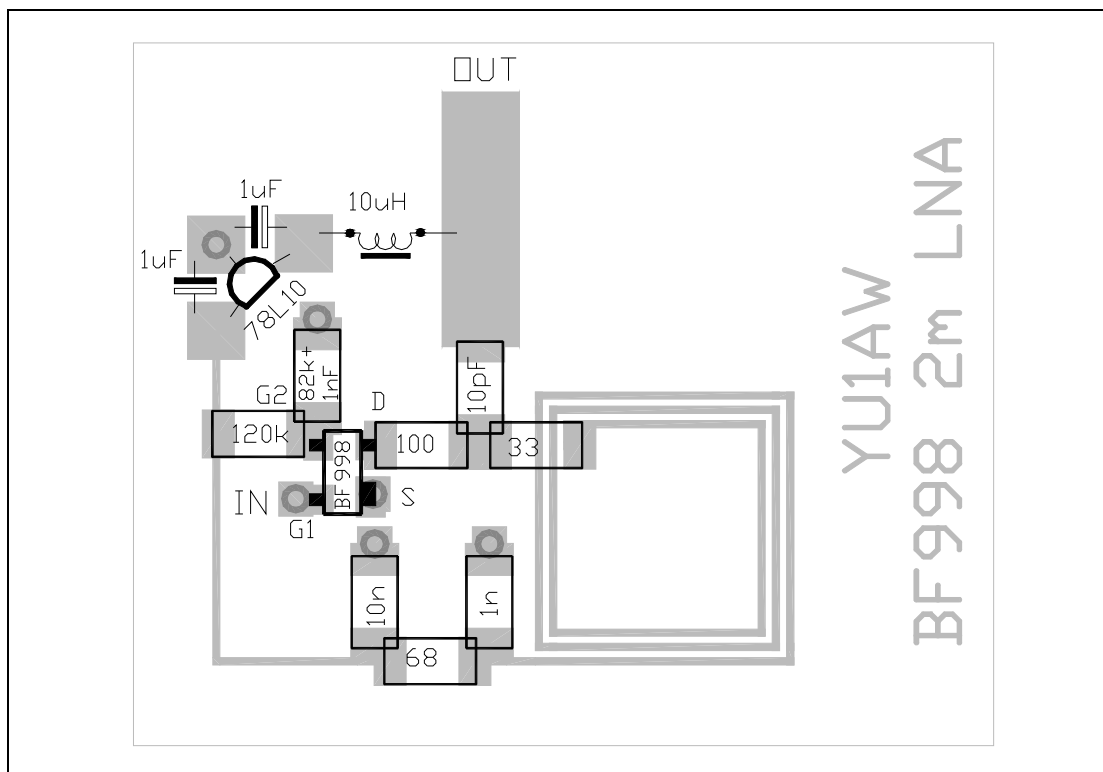 OUT
1uF
10uH
1uF
78L10
82k+
1nF
G2
D
10pF
120k
100
33
BF998
IN
S
G1
10n
1n
68
YU1AW
BF998 2m LNA